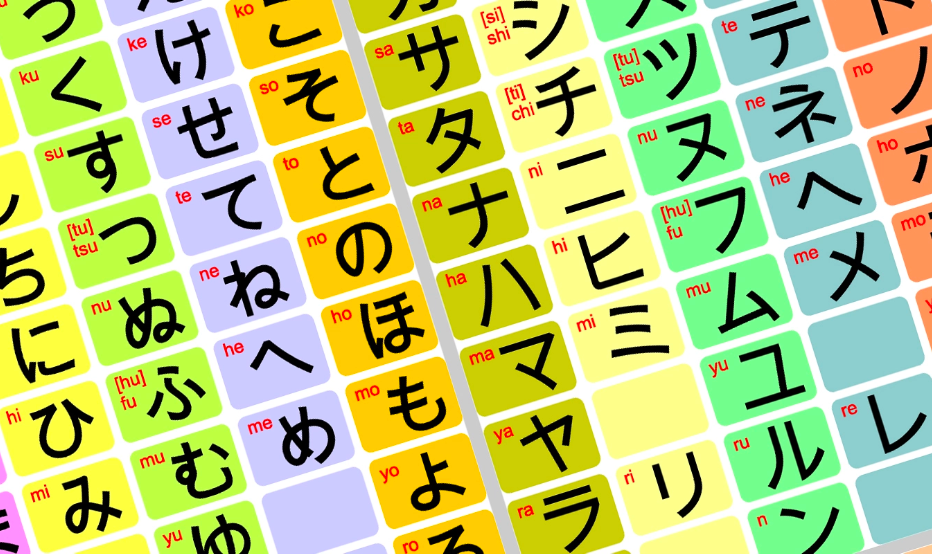 ko こ
ke け so そ
ku く se せ to と
su す te て no の
[tu] tsu つ ne ね ho ほ
ち nu ぬ he へ mo も
に [hu] fu ふ me め yo よ
hi ひ mu む ro ろ
mi み yu ゆ
[si] shi シ
sa サ [ti] chi チ [tu] tsu ツ te テ
ta タ ni ニ nu ヌ ne ネ no ノ
na ナ hi ヒ [hu] fu フ he ヘ ho ホ
ha ハ mi ミ mu ム me メ mo
ma マ yu ユ
ya ヤ ri リ ru ル re レ
ra ラ n ン